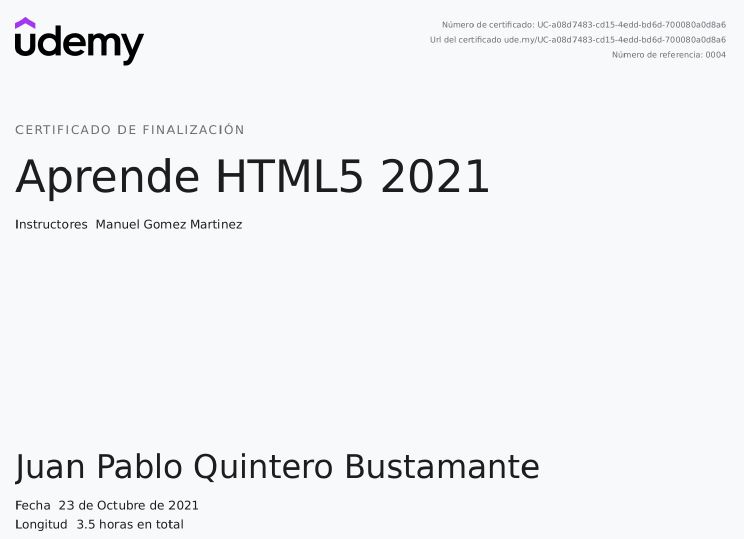 udemy
Número de certificado: UC-a08d7483-cd15-4edd-bd6d-700080a0d8a6
Url del certificado ude.my/UC-a08d7483-cd15-4edd-bd6d-700080a0d8a6
Número de referencia: 0004
CERTIFICADO DE FINALIZACIÓN
Aprende HTML5 2021
Instructores Manuel Gomez Martinez
Juan Pablo Quintero Bustamante
Fecha 23 de Octubre de 2021
Longitud 3.5 horas en total